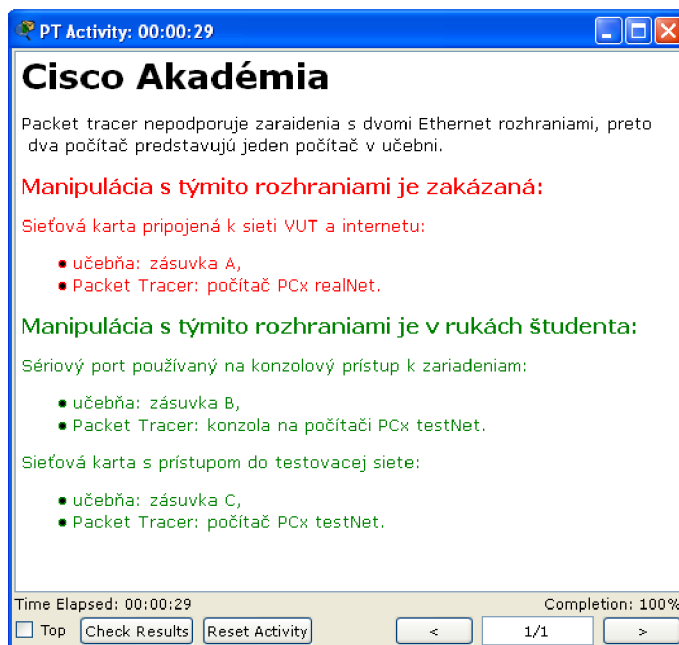 PT Activity: 00:00:29
Cisco Akadémia
Packet tracer nepodporuje zaraidenia s dvomi Ethernet rozhraniami, preto
dva počítač predstavujú jeden počítač v učebni.
Manipulácia s týmito rozhraniami je zakázaná:
Sieťová karta pripojená k sieti VUT a internetu:
učebňa: zásuvka A,
Packet Tracer: počítač PCx realNet.
Manipulácia s týmito rozhraniami je v rukách študenta:
Sériový port používaný na konzolový prístup k zariadeniam:
učebňa: zásuvka B,
Packet Tracer: konzola na počítači PCx testNet.
Sieťová karta s prístupom do testovacej siete:
učebňa: zásuvka C,
Packet Tracer: počítač PCx testNet.
Time Elapsed: 00:00:29 Completion: 100%
Top Check Results Reset Activity < 1/1 >